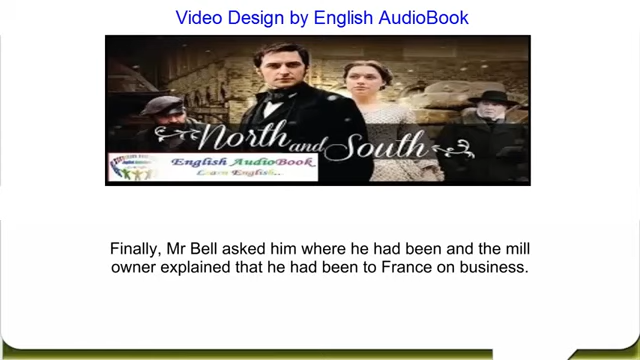 Video Design by English AudioBook
North and South
English AudioBook
Learn English...
Finally, Mr Bell asked him where he had been and the mill
owner explained that he had been to France on business.